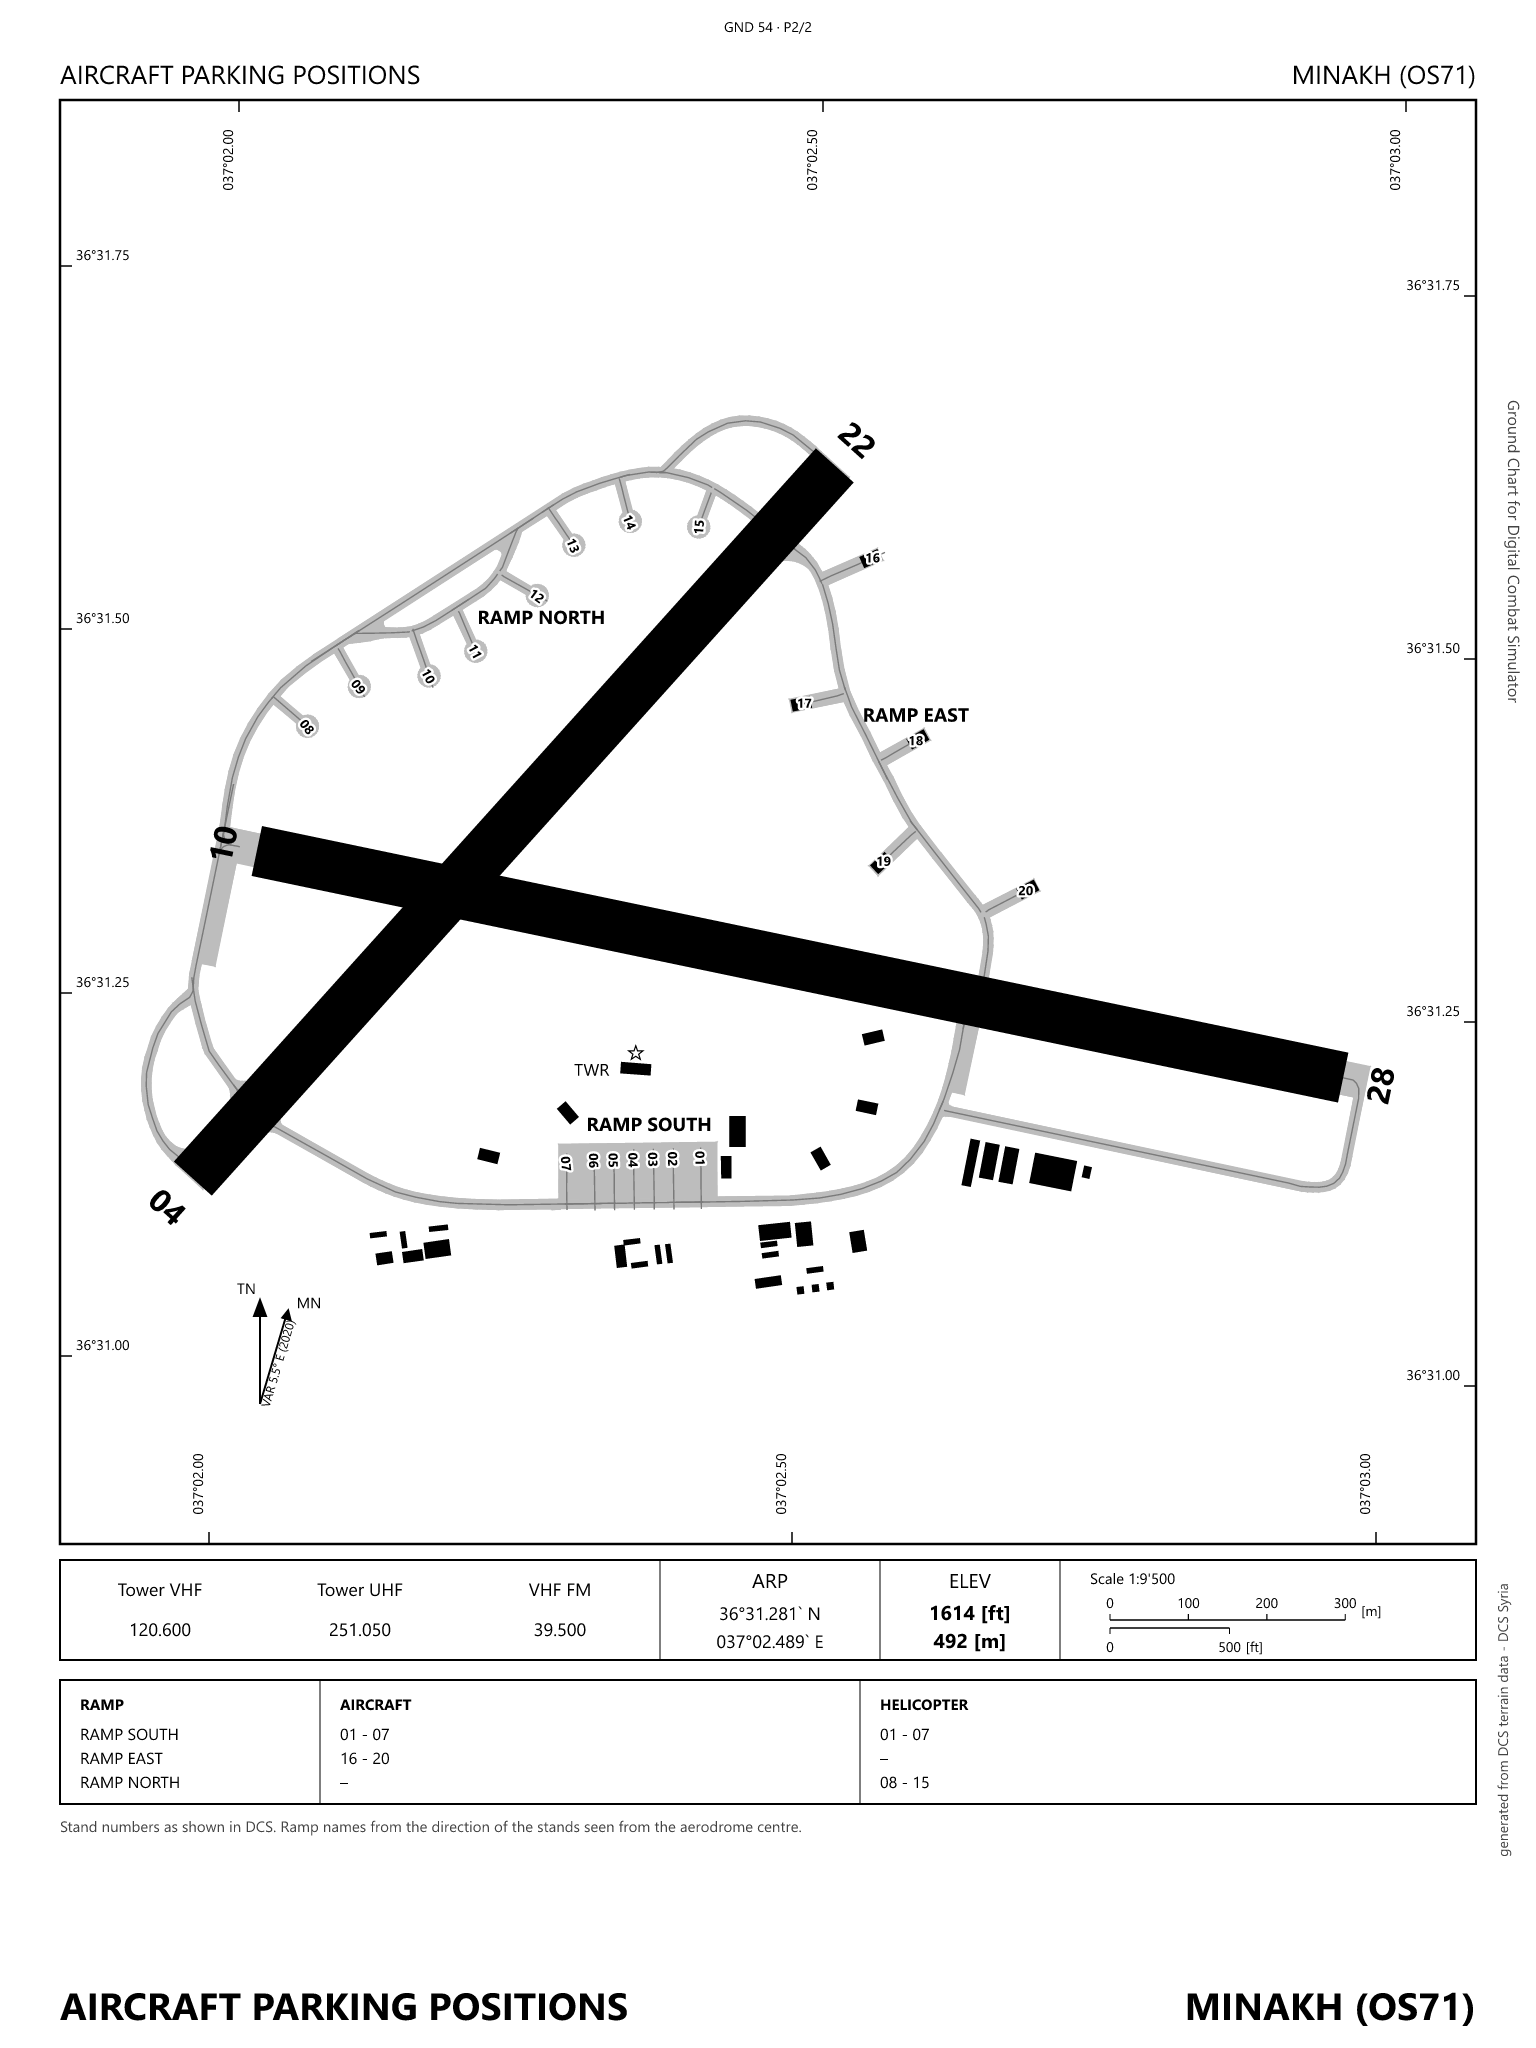 GND 54 · P2/2
AIRCRAFT PARKING POSITIONS
MINAKH (OS71)
037°02.00
037°02.50
037°03.00
36°31.75
36°31.75
22
14
15
13
16
12
RAMP NORTH
36°31.50
11
36°31.50
10
09
17
RAMP EAST
08
18
10
19
20
36°31.25
36°31.25
TWR
28
RAMP SOUTH
07
06
05
04
03
02
01
04
TN
MN
VAR 5.5° E (2020)
36°31.00
36°31.00
037°02.00
037°02.50
037°03.00
Ground Chart for Digital Combat Simulator
Tower VHF
120.600
Tower UHF
251.050
VHF FM
39.500
ARP
36°31.281` N
037°02.489` E
ELEV
1614 [ft]
492 [m]
Scale 1:9'500
0 100 200 300 [m]
0 500 [ft]
RAMP AIRCRAFT HELICOPTER
RAMP SOUTH 01 - 07 01 - 07
RAMP EAST 16 - 20 –
RAMP NORTH – 08 - 15
Stand numbers as shown in DCS. Ramp names from the direction of the stands seen from the aerodrome centre.
generated from DCS terrain data - DCS Syria
AIRCRAFT PARKING POSITIONS
MINAKH (OS71)